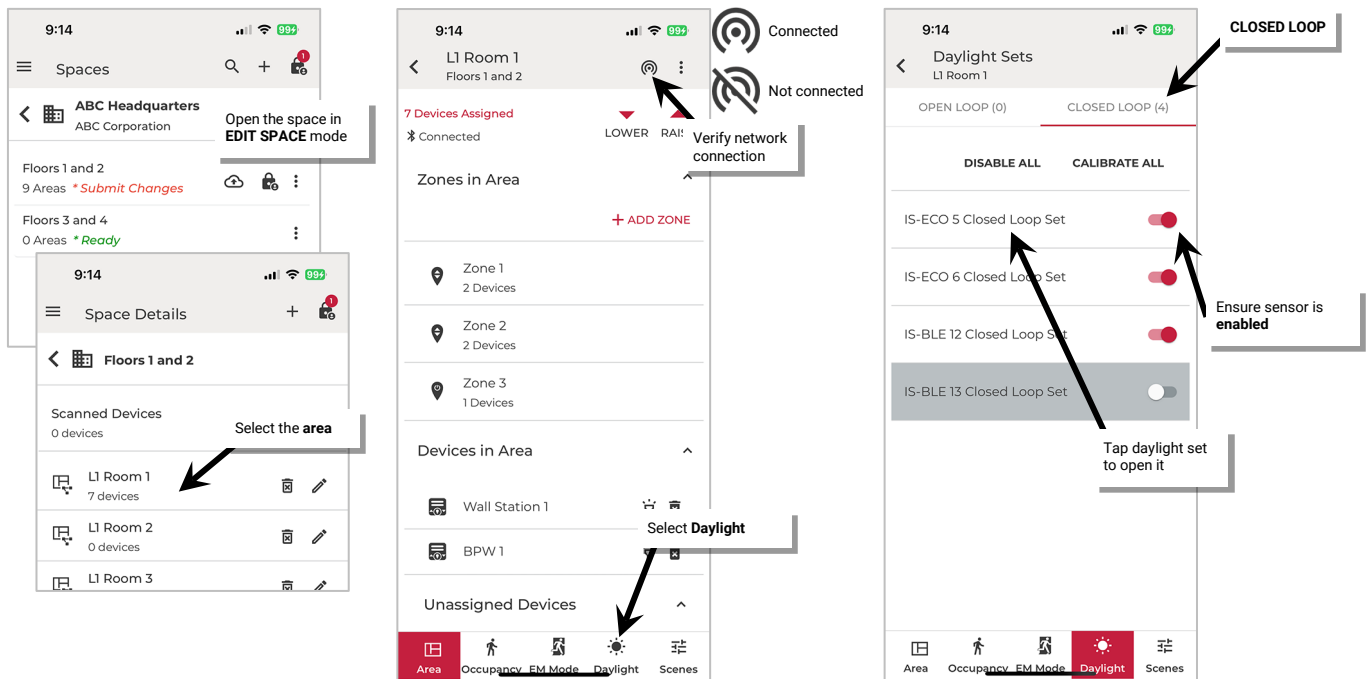 9:14
99+
Spaces
1
ABC Headquarters
ABC Corporation
Open the space in
EDIT SPACE mode
Floors 1 and 2
9 Areas * Submit Changes
Floors 3 and 4
0 Areas * Ready
9:14
99+
Space Details
1
Floors 1 and 2
Scanned Devices
0 devices
Select the area
L1 Room 1
7 devices
L1 Room 2
0 devices
L1 Room 3
9:14
99+
L1 Room 1
Floors 1 and 2
Connected
Not connected
7 Devices Assigned
Connected
LOWER
Verify network
connection
Zones in Area
+ ADD ZONE
Zone 1
2 Devices
Zone 2
2 Devices
Zone 3
1 Devices
Devices in Area
Wall Station 1
Select Daylight
BPW 1
Unassigned Devices
Area Occupancy EM Mode Daylight Scenes
9:14
99+
CLOSED LOOP
Daylight Sets
L1 Room 1
OPEN LOOP (0) CLOSED LOOP (4)
DISABLE ALL CALIBRATE ALL
IS-ECO 5 Closed Loop Set
IS-ECO 6 Closed Loop Set
Ensure sensor is
enabled
IS-BLE 12 Closed Loop Set
IS-BLE 13 Closed Loop Set
Tap daylight set
to open it
Area Occupancy EM Mode Daylight Scenes